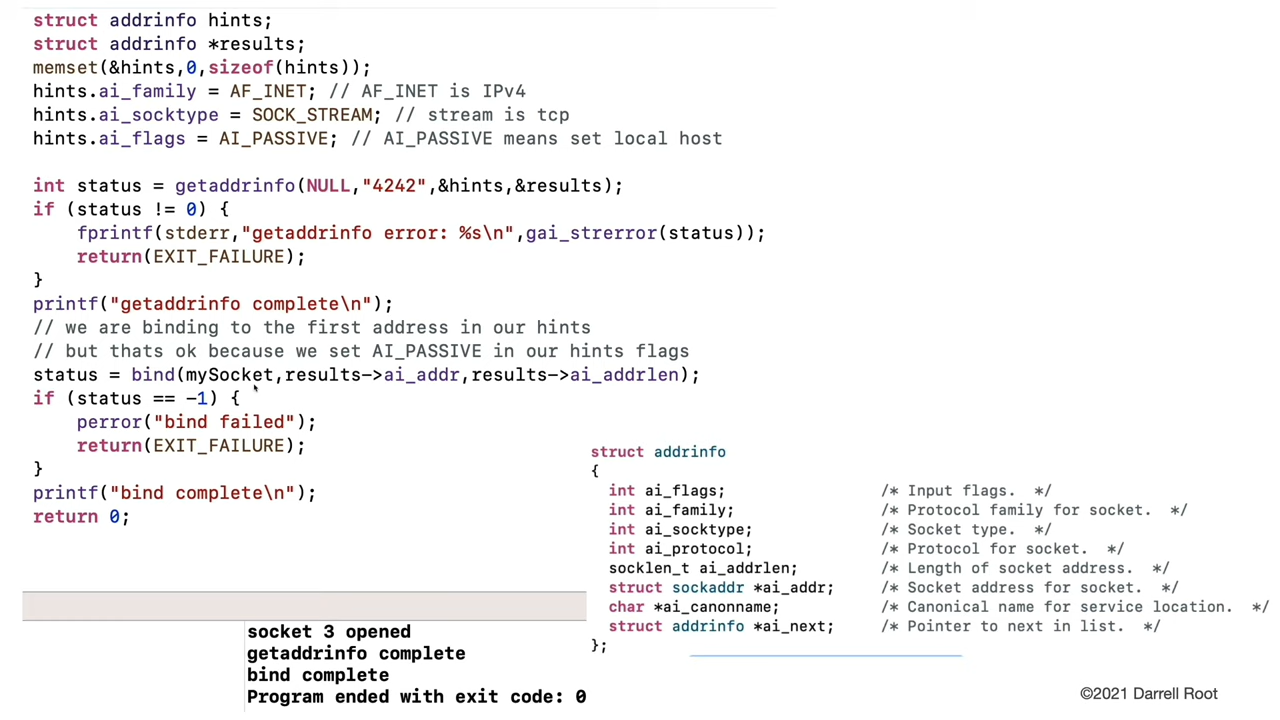 struct addrinfo hints;
struct addrinfo *results;
memset(&hints,0,sizeof(hints));
hints.ai_family = AF_INET; // AF_INET is IPv4
hints.ai_socktype = SOCK_STREAM; // stream is tcp
hints.ai_flags = AI_PASSIVE; // AI_PASSIVE means set local host
int status = getaddrinfo(NULL,"4242",&hints,&results);
if (status != 0) {
    fprintf(stderr,"getaddrinfo error: %s\n",gai_strerror(status));
    return(EXIT_FAILURE);
}
printf("getaddrinfo complete\n");
// we are binding to the first address in our hints
// but thats ok because we set AI_PASSIVE in our hints flags
status = bind(mySocket,results->ai_addr,results->ai_addrlen);
if (status == -1) {
    perror("bind failed");
    return(EXIT_FAILURE);
}
printf("bind complete\n");
return 0;
struct addrinfo
{
  int ai_flags; /* Input flags.  */
  int ai_family; /* Protocol family for socket.  */
  int ai_socktype; /* Socket type.  */
  int ai_protocol; /* Protocol for socket.  */
  socklen_t ai_addrlen; /* Length of socket address.  */
  struct sockaddr *ai_addr; /* Socket address for socket.  */
  char *ai_canonname; /* Canonical name for service location.  */
  struct addrinfo *ai_next; /* Pointer to next in list.  */
};
socket 3 opened
getaddrinfo complete
bind complete
Program ended with exit code: 0
©2021 Darrell Root